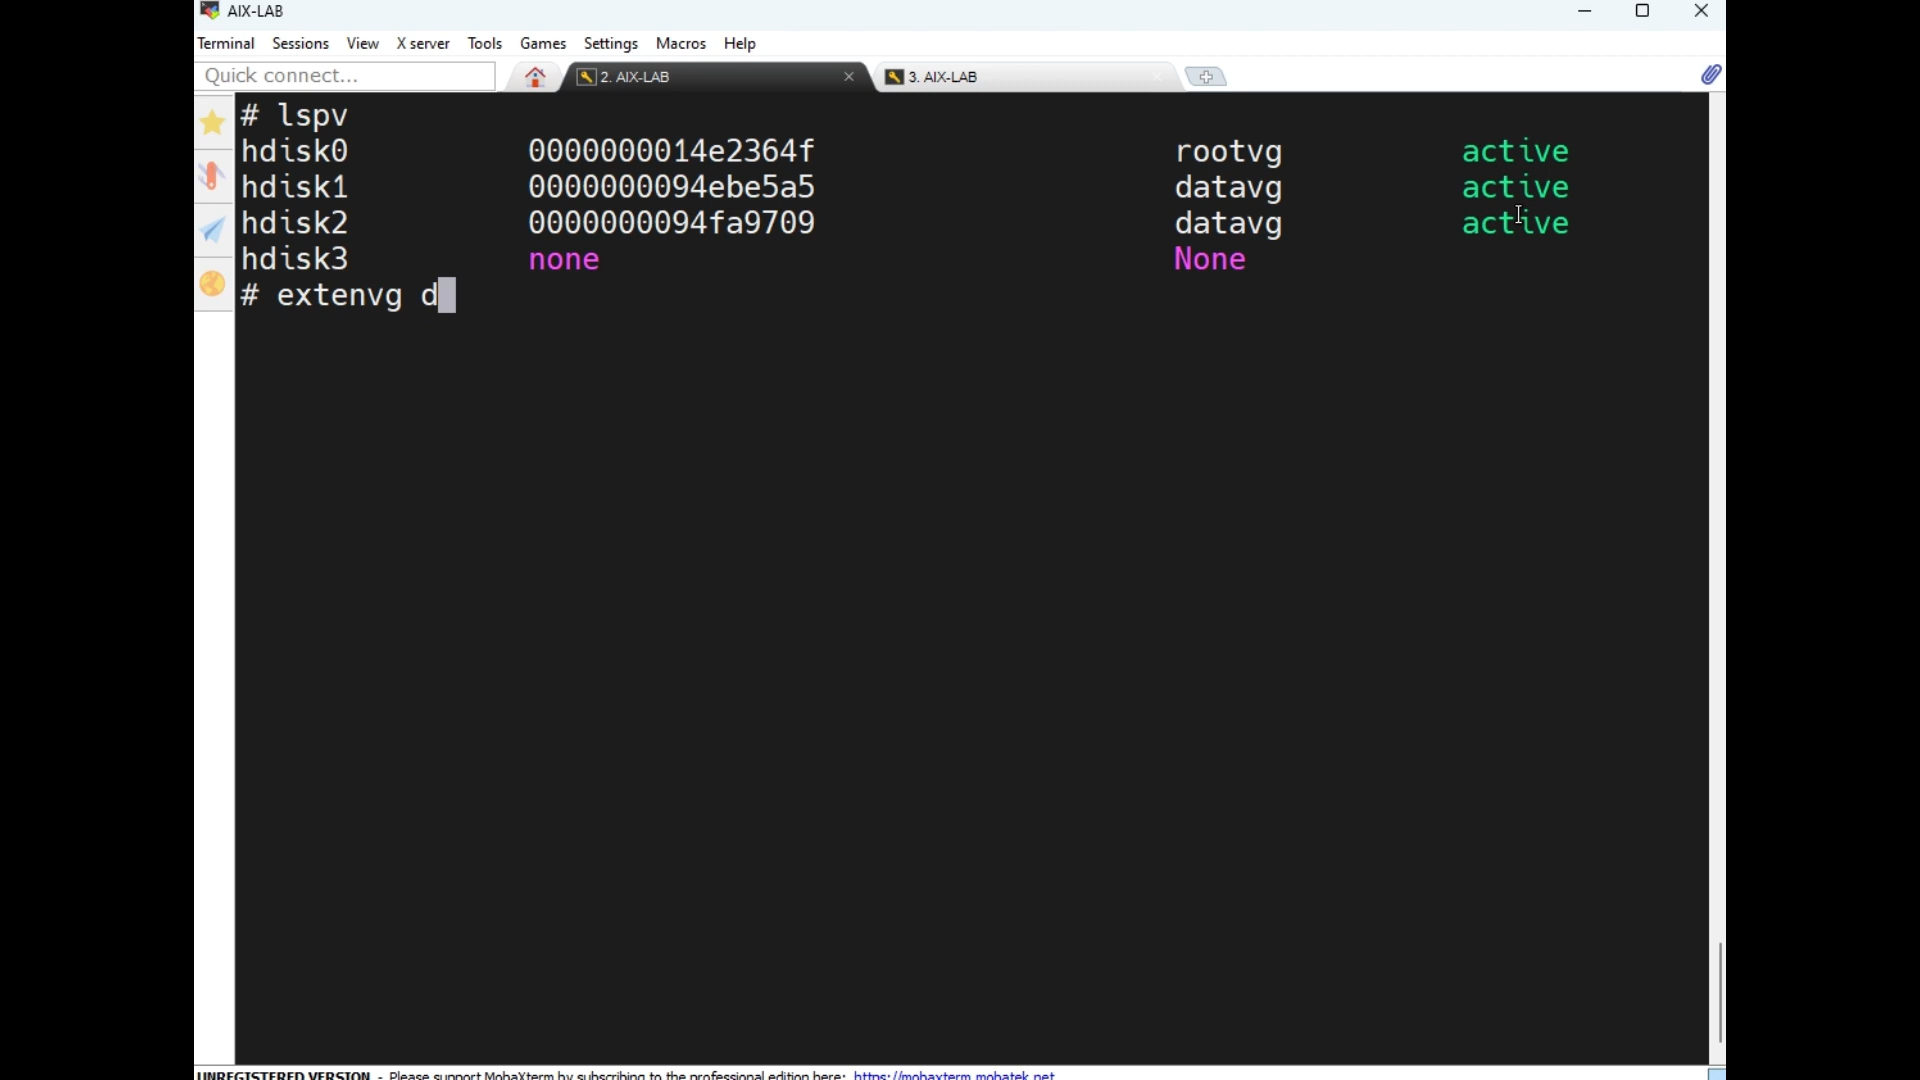 AIX-LAB
Terminal Sessions View X server Tools Games Settings Macros Help
Quick connect... 2. AIX-LAB 3. AIX-LAB
# lspv
hdisk0 0000000014e2364f rootvg active
hdisk1 0000000094ebe5a5 datavg active
hdisk2 0000000094fa9709 datavg active
hdisk3 none None
# extenvg d
UNREGISTERED VERSION - Please support MobaXterm by subscribing to the professional edition here: https://mobaxterm.mobatek.net